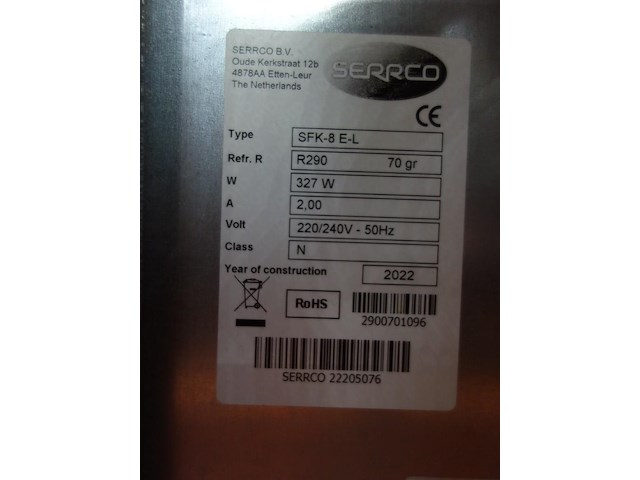 SERRCO B.V.
Oude Kerkstraat 12b
4878AA Etten-Leur
The Netherlands
SERRCO
CE
Type SFK-8 E-L
Refr. R R290 70 gr
W 327 W
A 2,00
Volt 220/240V - 50Hz
Class N
Year of construction 2022
RoHS
2900701096
SERRCO 22205076